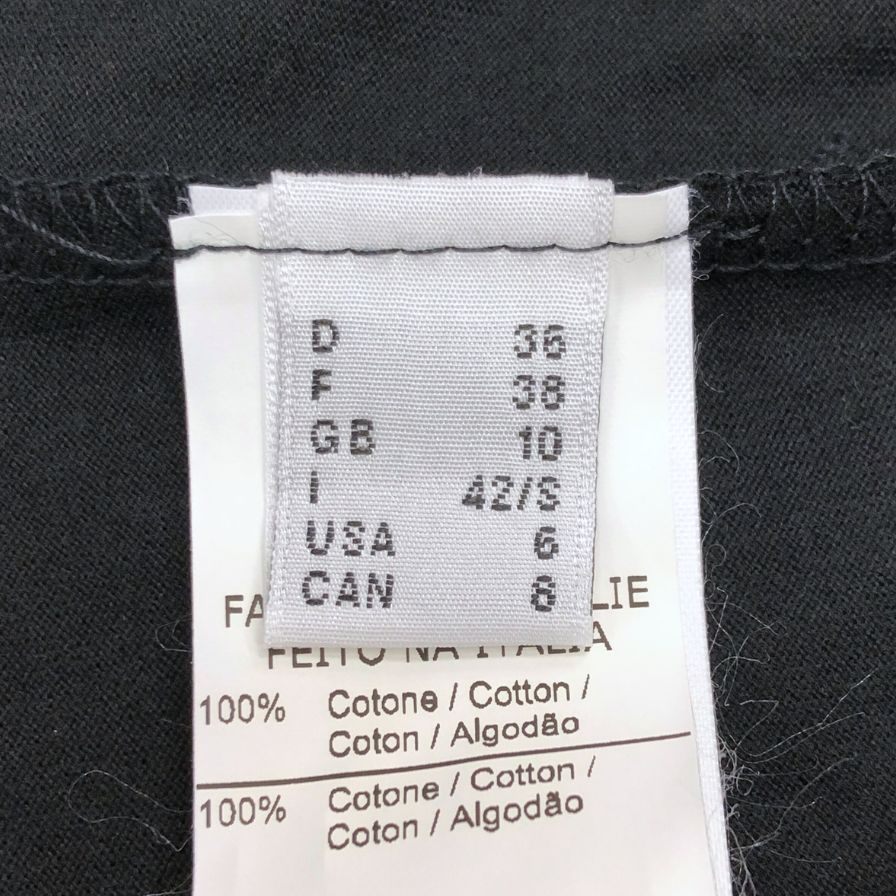 D 36
F 38
GB 10
I 42/S
USA 6
CAN 8
FA LIE
FEITO NA ITALIA
100% Cotone / Cotton /
Coton / Algodão
100% Cotone / Cotton /
Coton / Algodão